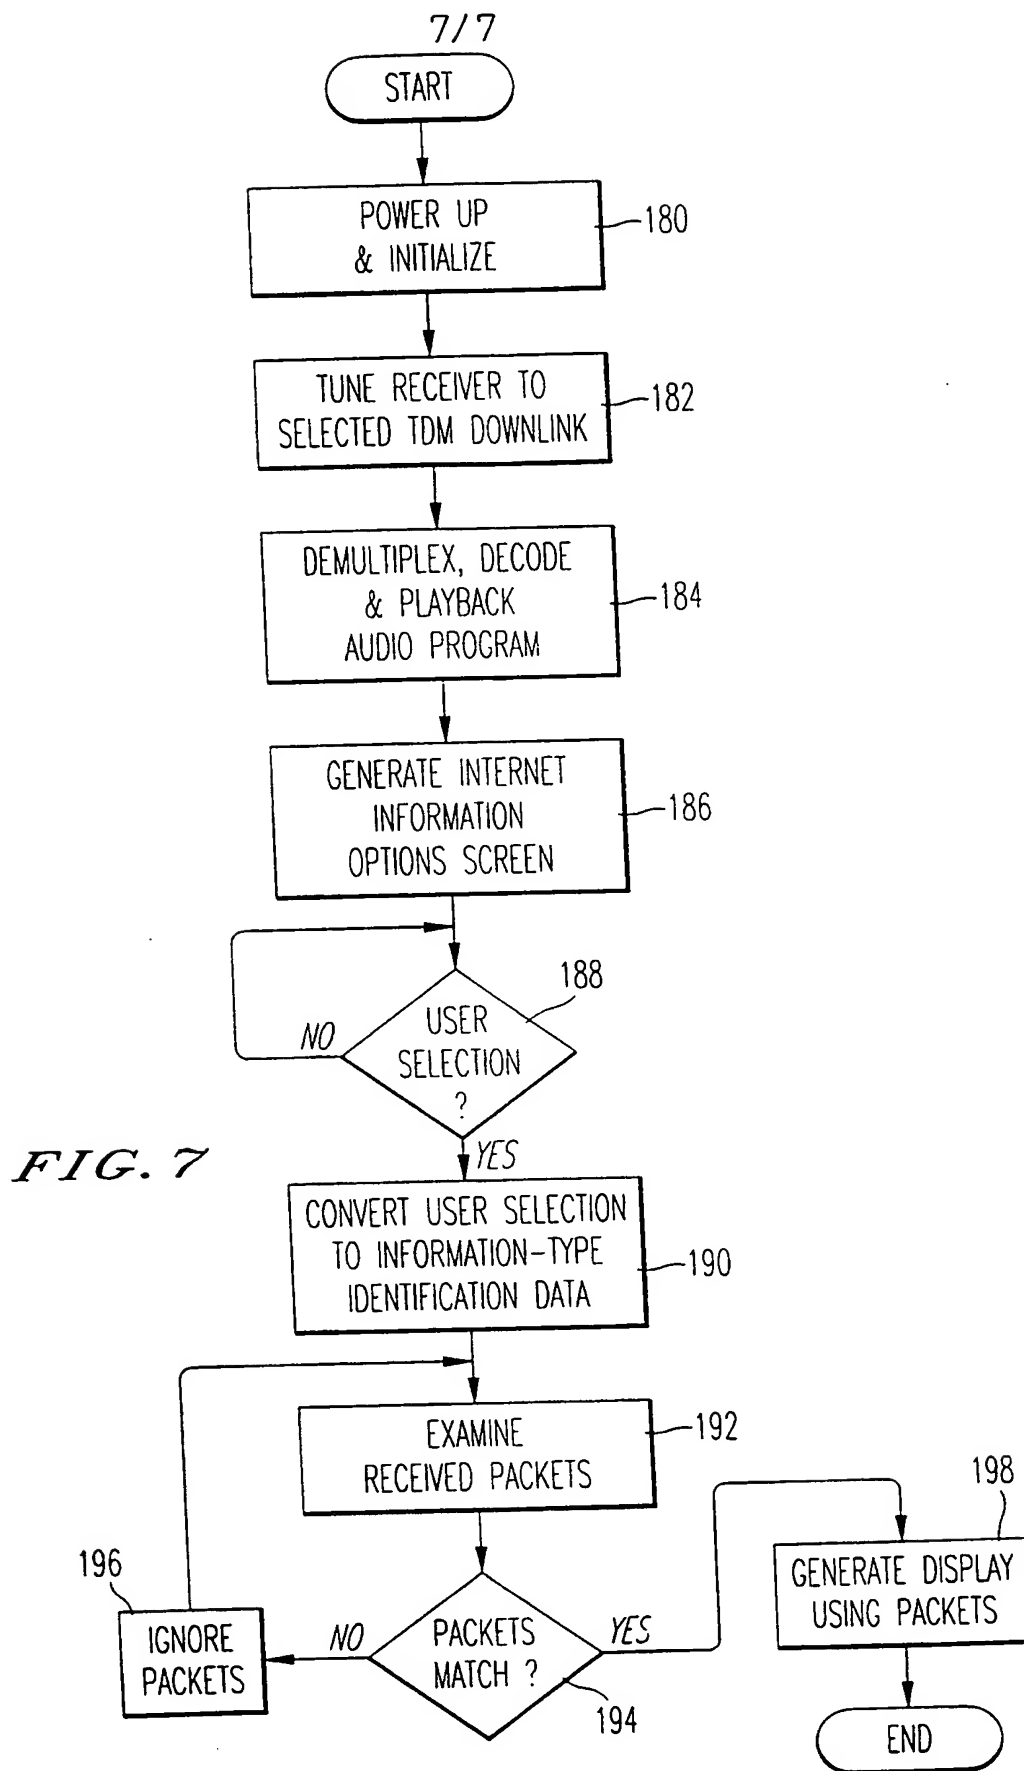 7/7
START
POWER UP
& INITIALIZE
180
TUNE RECEIVER TO
SELECTED TDM DOWNLINK
182
DEMULTIPLEX, DECODE
& PLAYBACK
AUDIO PROGRAM
184
GENERATE INTERNET
INFORMATION
OPTIONS SCREEN
186
188
USER
SELECTION
?
NO
YES
FIG. 7
CONVERT USER SELECTION
TO INFORMATION-TYPE
IDENTIFICATION DATA
190
EXAMINE
RECEIVED PACKETS
192
PACKETS
MATCH ?
194
NO
YES
196
IGNORE
PACKETS
198
GENERATE DISPLAY
USING PACKETS
END